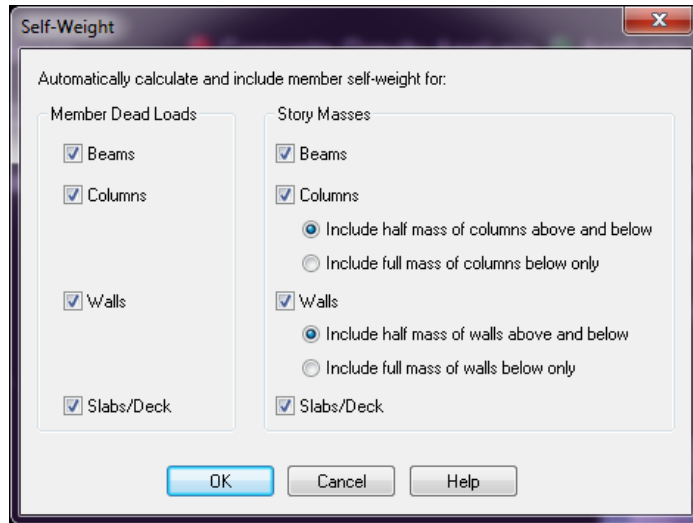 Self-Weight
Automatically calculate and include member self-weight for:
Member Dead Loads
Beams
Columns
Walls
Slabs/Deck
Story Masses
Beams
Columns
Include half mass of columns above and below
Include full mass of columns below only
Walls
Include half mass of walls above and below
Include full mass of walls below only
Slabs/Deck
OK
Cancel
Help